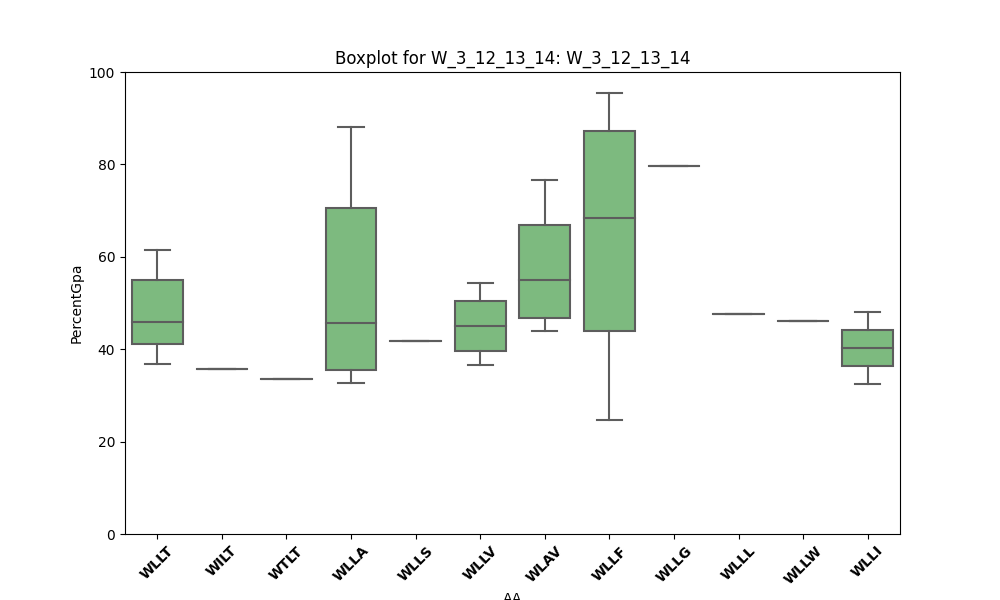 Boxplot for W_3_12_13_14: W_3_12_13_14
100
80
60
40
20
0
PercentGpa
WLLT
WILT
WTLT
WLLA
WLLS
WLLV
WLAV
WLLF
WLLG
WLLL
WLLW
WLLI
AA